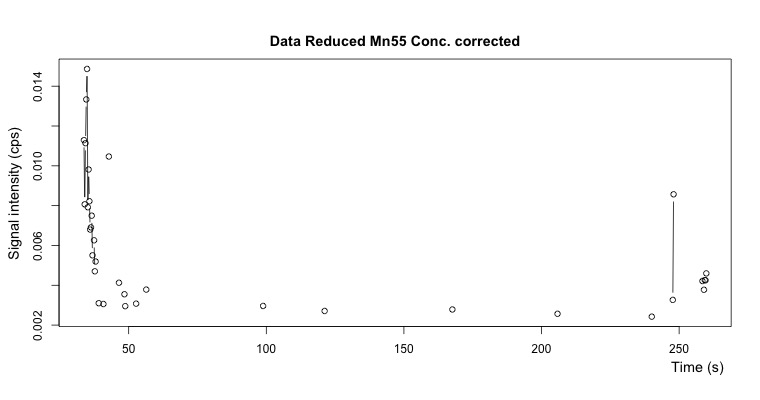 Data Reduced Mn55 Conc. corrected
Signal intensity (cps)
0.014
0.010
0.006
0.002
50 100 150 200 250
Time (s)